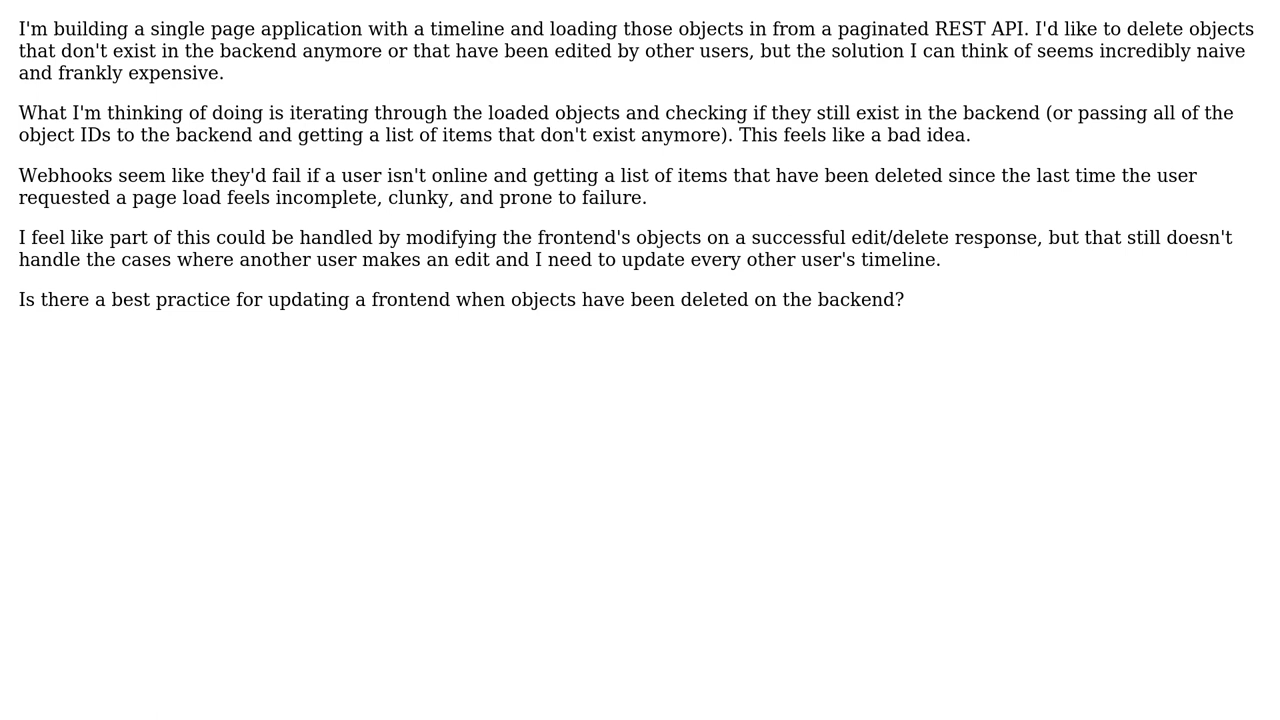 I'm building a single page application with a timeline and loading those objects in from a paginated REST API. I'd like to delete objects
that don't exist in the backend anymore or that have been edited by other users, but the solution I can think of seems incredibly naive
and frankly expensive.
What I'm thinking of doing is iterating through the loaded objects and checking if they still exist in the backend (or passing all of the
object IDs to the backend and getting a list of items that don't exist anymore). This feels like a bad idea.
Webhooks seem like they'd fail if a user isn't online and getting a list of items that have been deleted since the last time the user
requested a page load feels incomplete, clunky, and prone to failure.
I feel like part of this could be handled by modifying the frontend's objects on a successful edit/delete response, but that still doesn't
handle the cases where another user makes an edit and I need to update every other user's timeline.
Is there a best practice for updating a frontend when objects have been deleted on the backend?